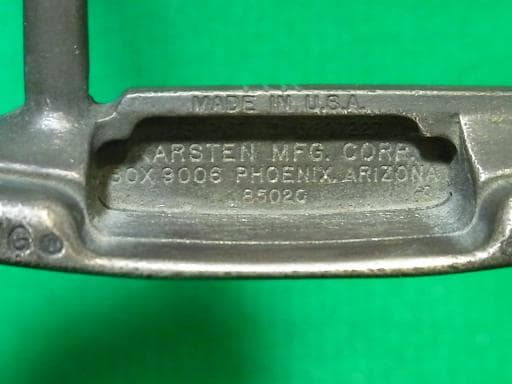 MADE IN U.S.A.
KARSTEN MFG. CORP.
BOX 9006 PHOENIX, ARIZONA
85020